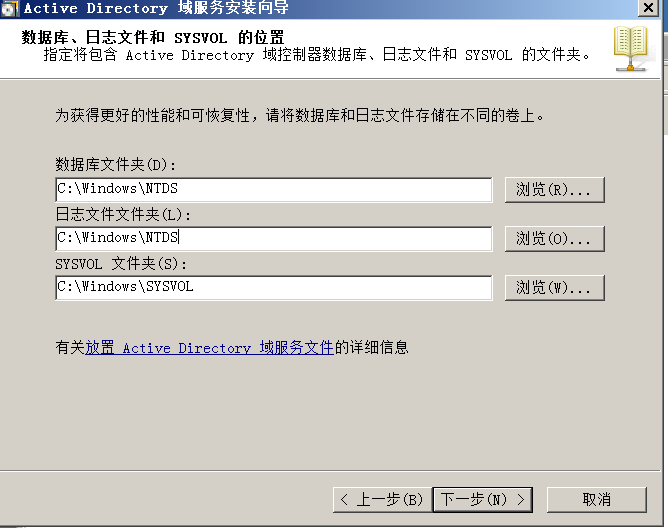 Active Directory 域服务安装向导
数据库、日志文件和 SYSVOL 的位置
指定将包含 Active Directory 域控制器数据库、日志文件和 SYSVOL 的文件夹。
为获得更好的性能和可恢复性，请将数据库和日志文件存储在不同的卷上。
数据库文件夹(D):
C:\Windows\NTDS
浏览(R)...
日志文件文件夹(L):
C:\Windows\NTDS
浏览(O)...
SYSVOL 文件夹(S):
C:\Windows\SYSVOL
浏览(W)...
有关放置 Active Directory 域服务文件的详细信息
< 上一步(B) 下一步(N) > 取消